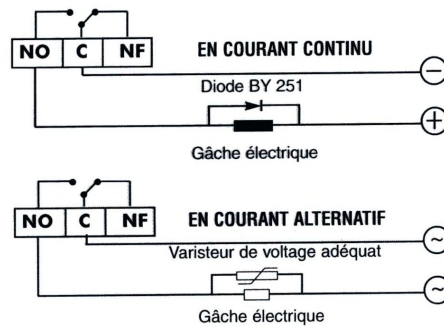 NO C NF
EN COURANT CONTINU
−
Diode BY 251
+
Gâche électrique
NO C NF
EN COURANT ALTERNATIF
~
Varisteur de voltage adéquat
~
Gâche électrique